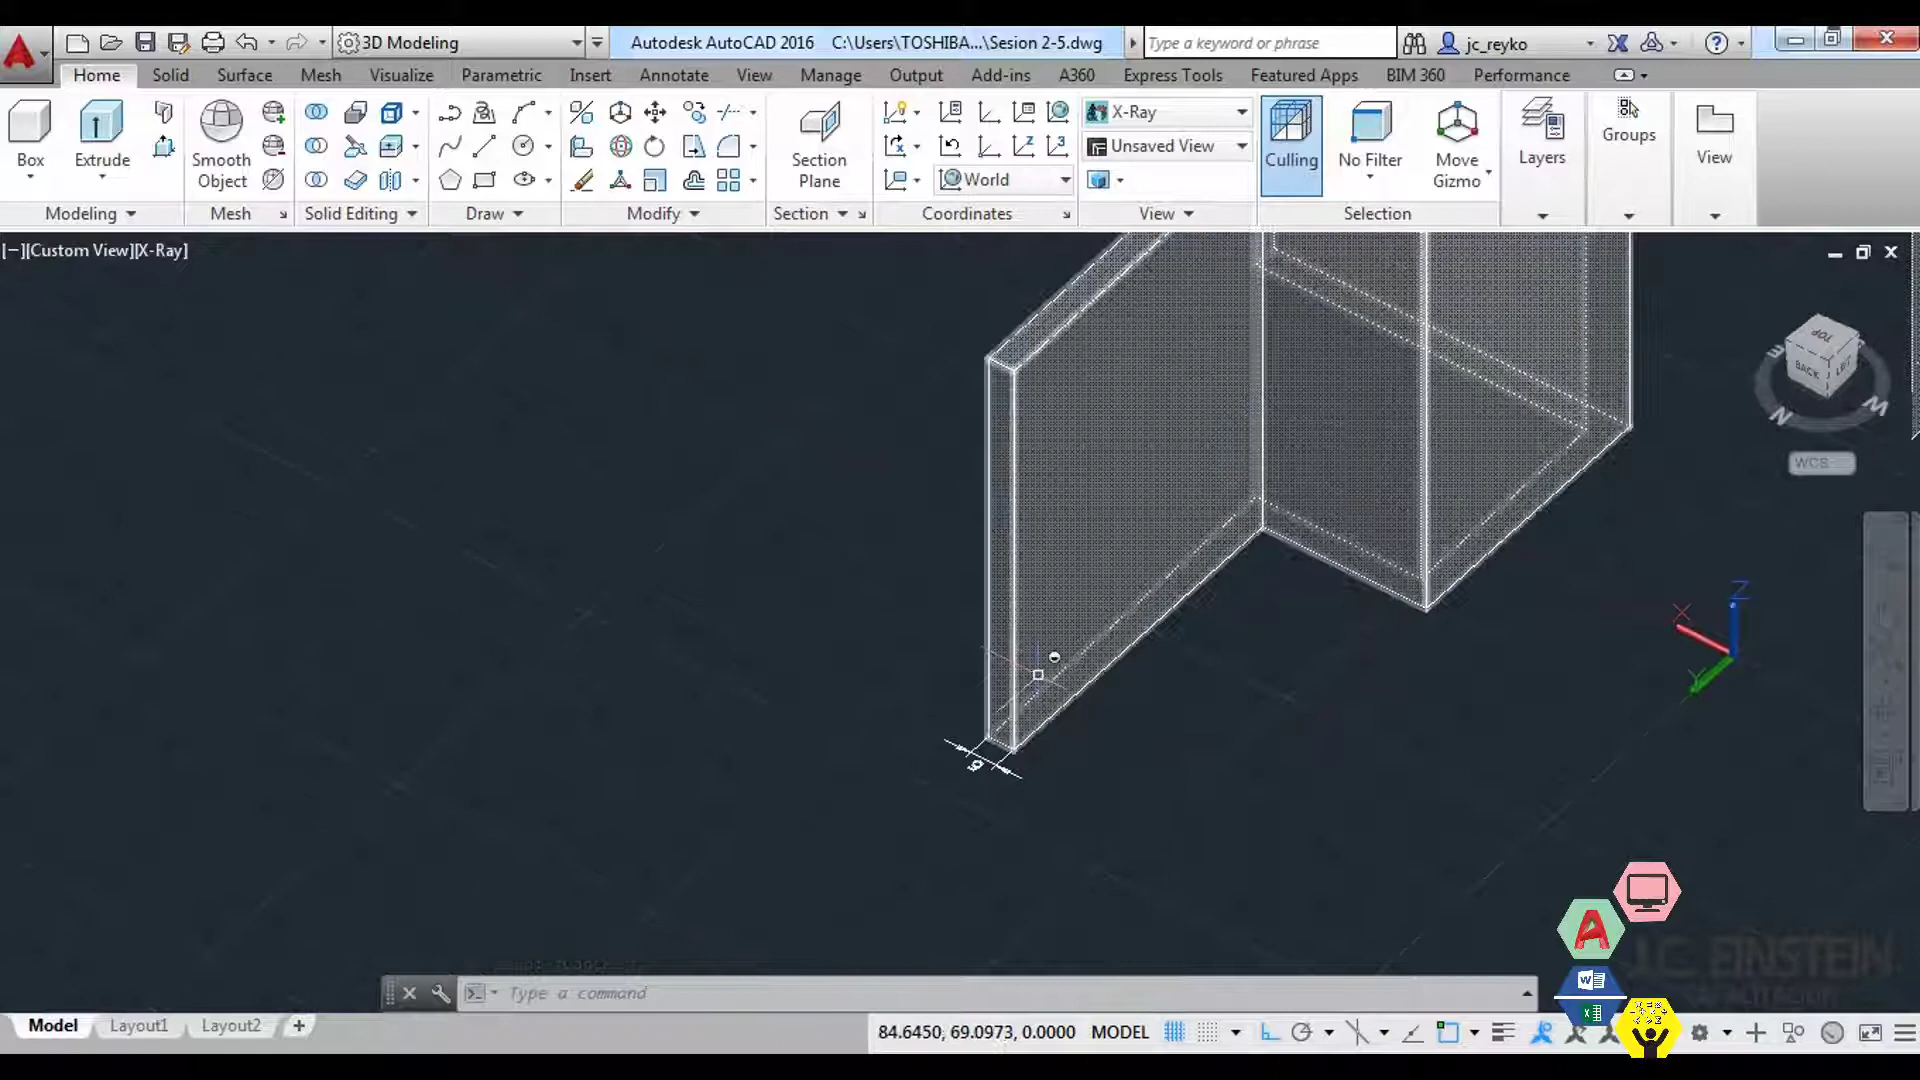 3D Modeling
Autodesk AutoCAD 2016 C:\Users\TOSHIBA...\Sesion 2-5.dwg
Type a keyword or phrase
jc_reyko
Home Solid Surface Mesh Visualize Parametric Insert Annotate View Manage Output Add-ins A360 Express Tools Featured Apps BIM 360 Performance
Box
Extrude
Smooth
Object
Section
Plane
World
X-Ray
Unsaved View
Culling
No Filter
Move
Gizmo
Layers
Groups
View
Modeling
Mesh
Solid Editing
Draw
Modify
Section
Coordinates
View
Selection
[−][Custom View][X-Ray]
TOP
BACK
N
W
WCS
Z
X
Y
Type a command
J.C. EINSTEIN
Model
Layout1
Layout2
84.6450, 69.0973, 0.0000
MODEL